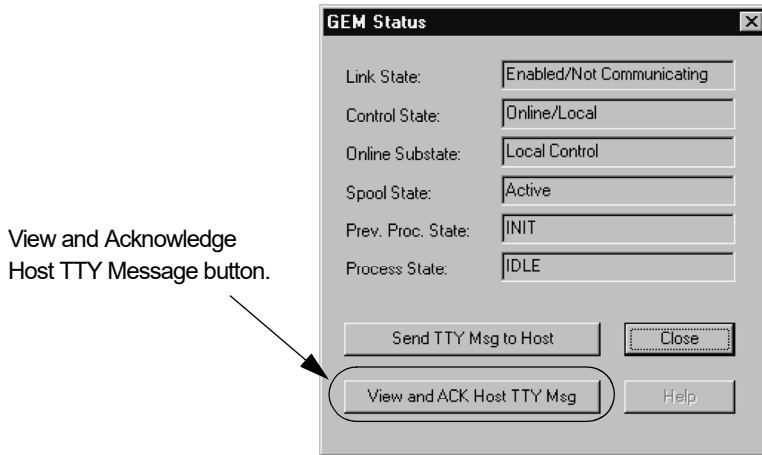 GEM Status
Link State: Enabled/Not Communicating
Control State: Online/Local
Online Substate: Local Control
Spool State: Active
Prev. Proc. State: INIT
Process State: IDLE
View and Acknowledge
Host TTY Message button.
Send TTY Msg to Host Close
View and ACK Host TTY Msg Help